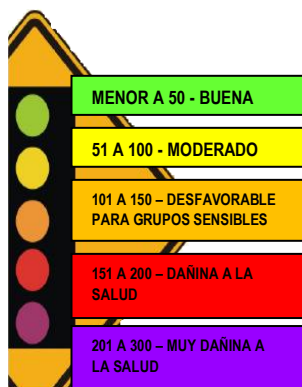 MENOR A 50 - BUENA
51 A 100 - MODERADO
101 A 150 – DESFAVORABLE
PARA GRUPOS SENSIBLES
151 A 200 – DAÑINA A LA
SALUD
201 A 300 – MUY DAÑINA A
LA SALUD